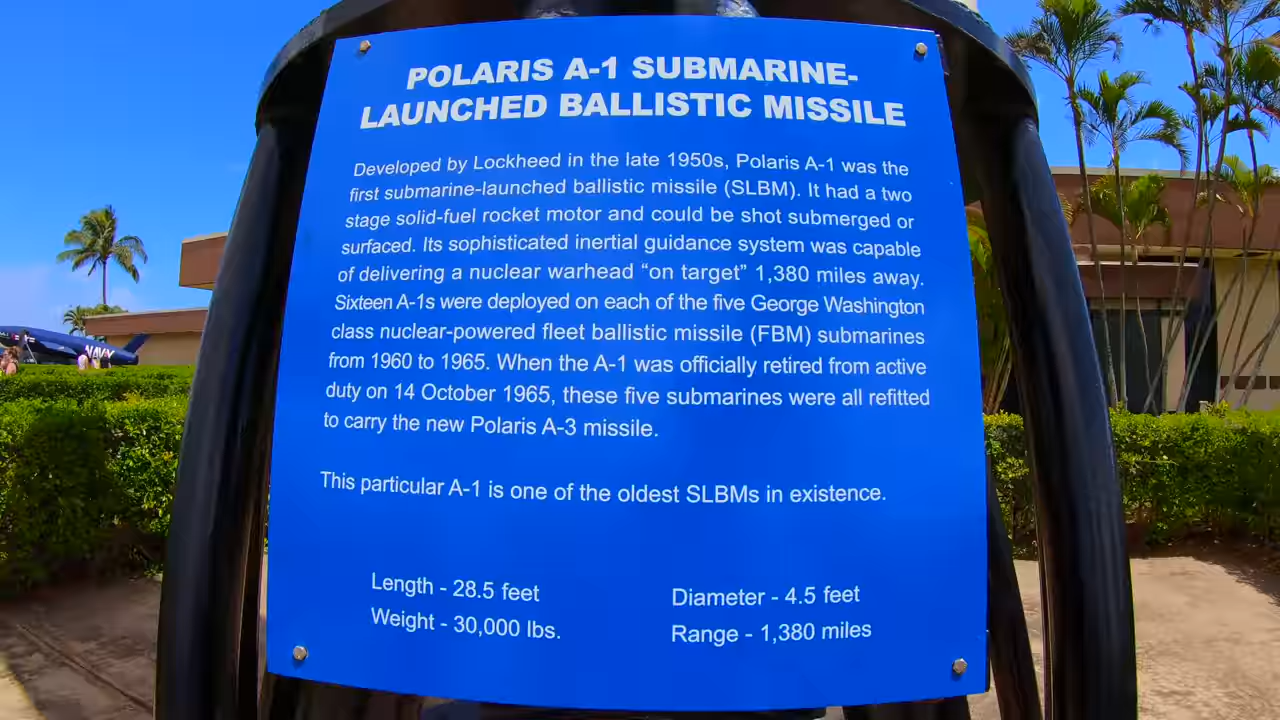 POLARIS A-1 SUBMARINE-
LAUNCHED BALLISTIC MISSILE
Developed by Lockheed in the late 1950s, Polaris A-1 was the
first submarine-launched ballistic missile (SLBM). It had a two
stage solid-fuel rocket motor and could be shot submerged or
surfaced. Its sophisticated inertial guidance system was capable
of delivering a nuclear warhead “on target” 1,380 miles away.
Sixteen A-1s were deployed on each of the five George Washington
class nuclear-powered fleet ballistic missile (FBM) submarines
from 1960 to 1965. When the A-1 was officially retired from active
duty on 14 October 1965, these five submarines were all refitted
to carry the new Polaris A-3 missile.
This particular A-1 is one of the oldest SLBMs in existence.
Length - 28.5 feet
Weight - 30,000 lbs.
Diameter - 4.5 feet
Range - 1,380 miles
NAVY